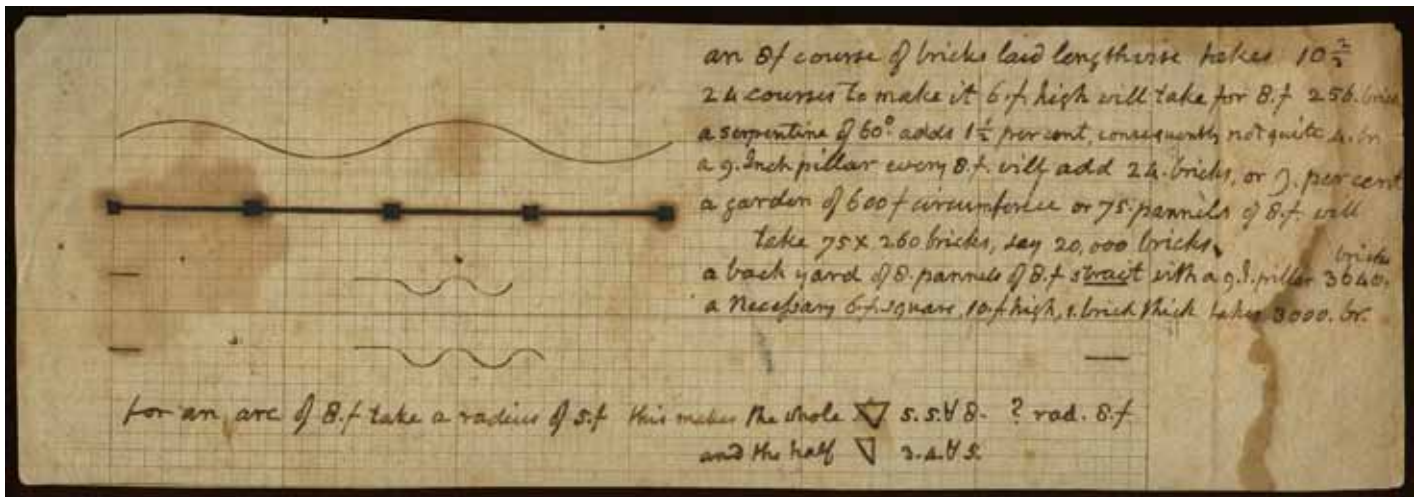 an 8f course of bricks laid lengthwise takes 10 2/3
24 courses to make it 6.f. high will take for 8.f 256. brick
a serpentine of 60° adds 1½ per cent, consequently not quite 4. br
a 9. Inch pillar every 8.f. will add 24. bricks, or 9. per cent
a garden of 600f circumference or 75. pannels of 8.f. will
take 75 x 260 bricks, say 20,000 bricks.
bricks
a back yard of 8. pannels of 8.f strait with a 9.I. pillar 3640.
a Necessary 6.f. square, 10.f high, 1. brick thick takes 3000. br.
for an arc of 8.f take a radius of 5.f this makes the whole ▽ 5.5.∀8. ? rad. 8.f
and the half ▽ 3.4.∀5.